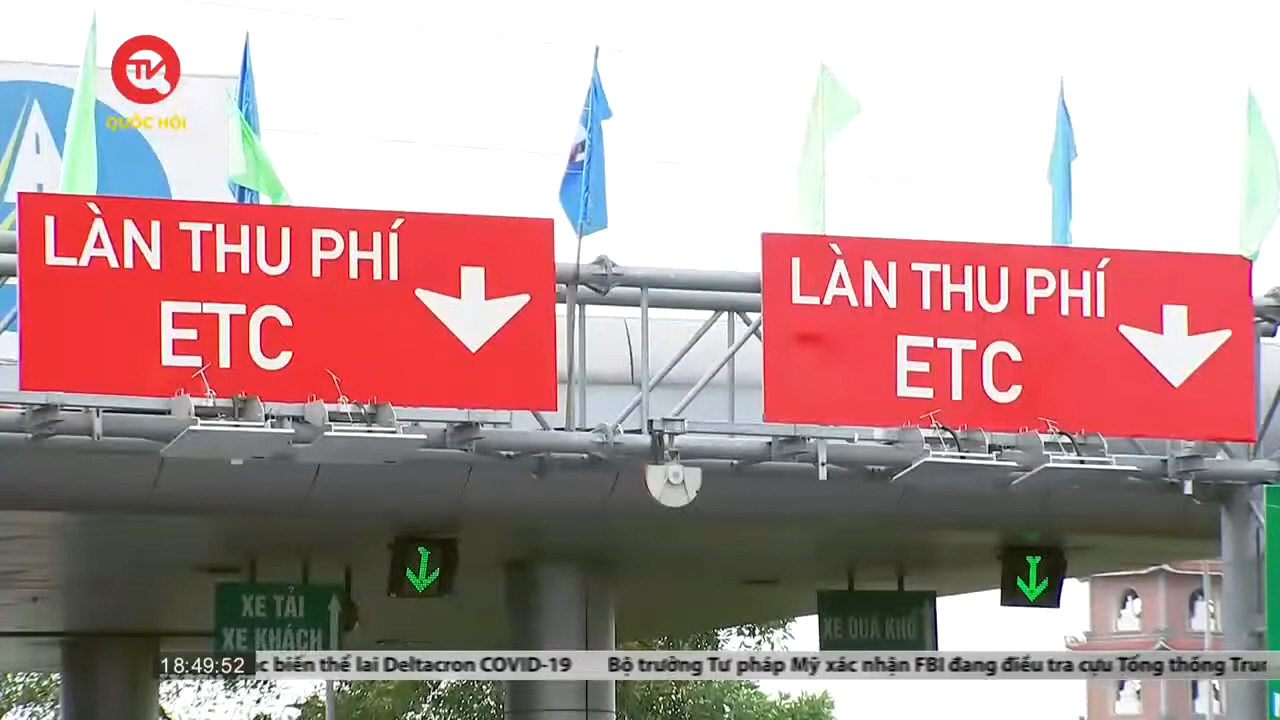 TV
QUỐC HỘI
LÀN THU PHÍ
ETC
LÀN THU PHÍ
ETC
XE TẢI
XE KHÁCH
XE QUÁ KHỔ
18:49:52
biến thể lai Deltacron COVID-19 Bộ trưởng Tư pháp Mỹ xác nhận FBI đang điều tra cựu Tổng thống